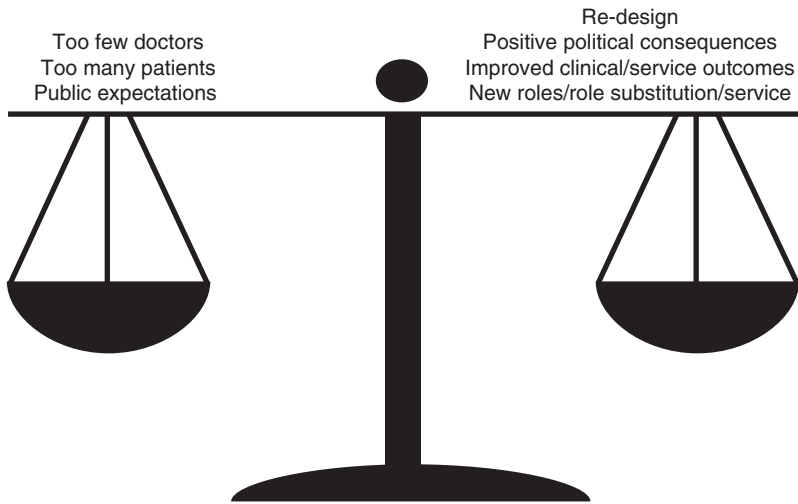 Too few doctors
Too many patients
Public expectations
Re-design
Positive political consequences
Improved clinical/service outcomes
New roles/role substitution/service